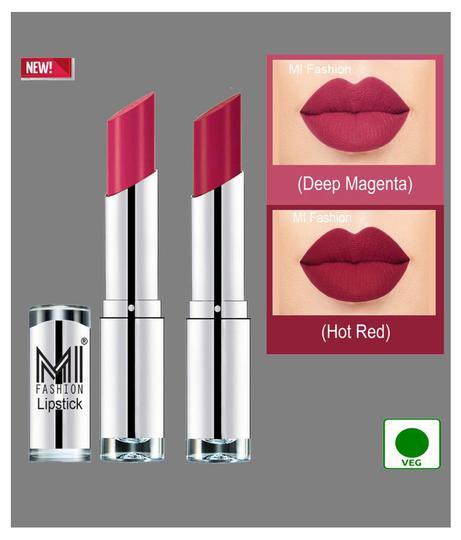 NEW!
MI Fashion
(Deep Magenta)
MI Fashion
(Hot Red)
MI®
FASHION
Lipstick
VEG